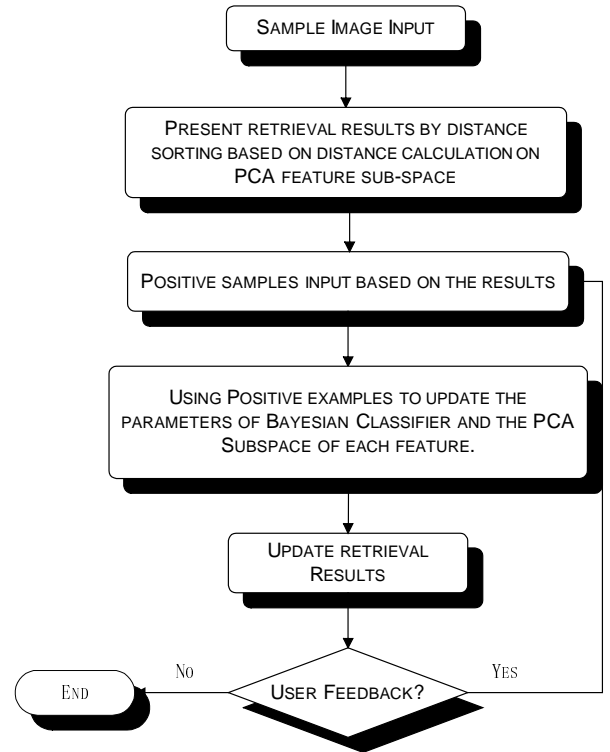 SAMPLE IMAGE INPUT
PRESENT RETRIEVAL RESULTS BY DISTANCE
SORTING BASED ON DISTANCE CALCULATION ON
PCA FEATURE SUB-SPACE
POSITIVE SAMPLES INPUT BASED ON THE RESULTS
USING POSITIVE EXAMPLES TO UPDATE THE
PARAMETERS OF BAYESIAN CLASSIFIER AND THE PCA
SUBSPACE OF EACH FEATURE.
UPDATE RETRIEVAL
RESULTS
NO
YES
END
USER FEEDBACK?